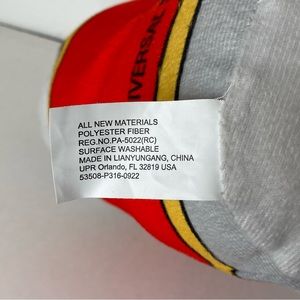 UNIVERSAL
ALL NEW MATERIALS
POLYESTER FIBER
REG.NO.PA-5022(RC)
SURFACE WASHABLE
MADE IN LIANYUNGANG, CHINA
UPR Orlando, FL 32819 USA
53508-P316-0922